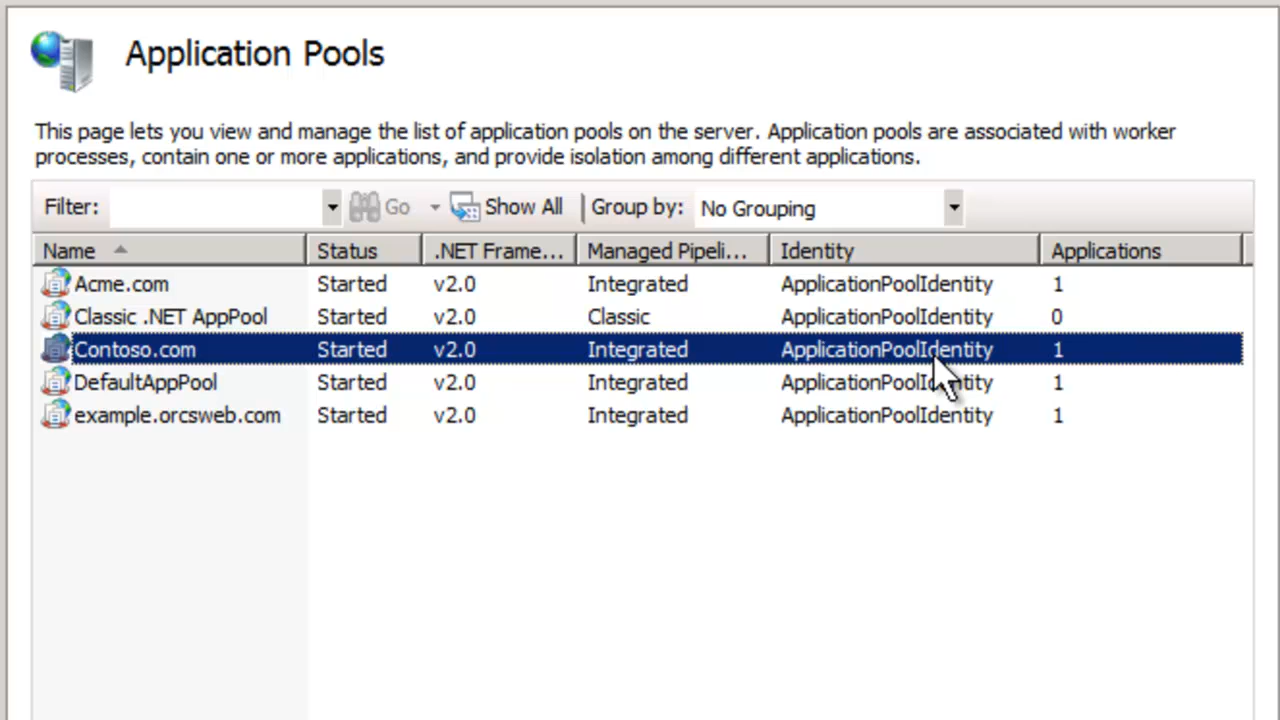 Application Pools
This page lets you view and manage the list of application pools on the server. Application pools are associated with worker
processes, contain one or more applications, and provide isolation among different applications.
Filter: Go Show All Group by: No Grouping
Name Status .NET Frame... Managed Pipeli... Identity Applications
Acme.com Started v2.0 Integrated ApplicationPoolIdentity 1
Classic .NET AppPool Started v2.0 Classic ApplicationPoolIdentity 0
Contoso.com Started v2.0 Integrated ApplicationPoolIdentity 1
DefaultAppPool Started v2.0 Integrated ApplicationPoolIdentity 1
example.orcsweb.com Started v2.0 Integrated ApplicationPoolIdentity 1